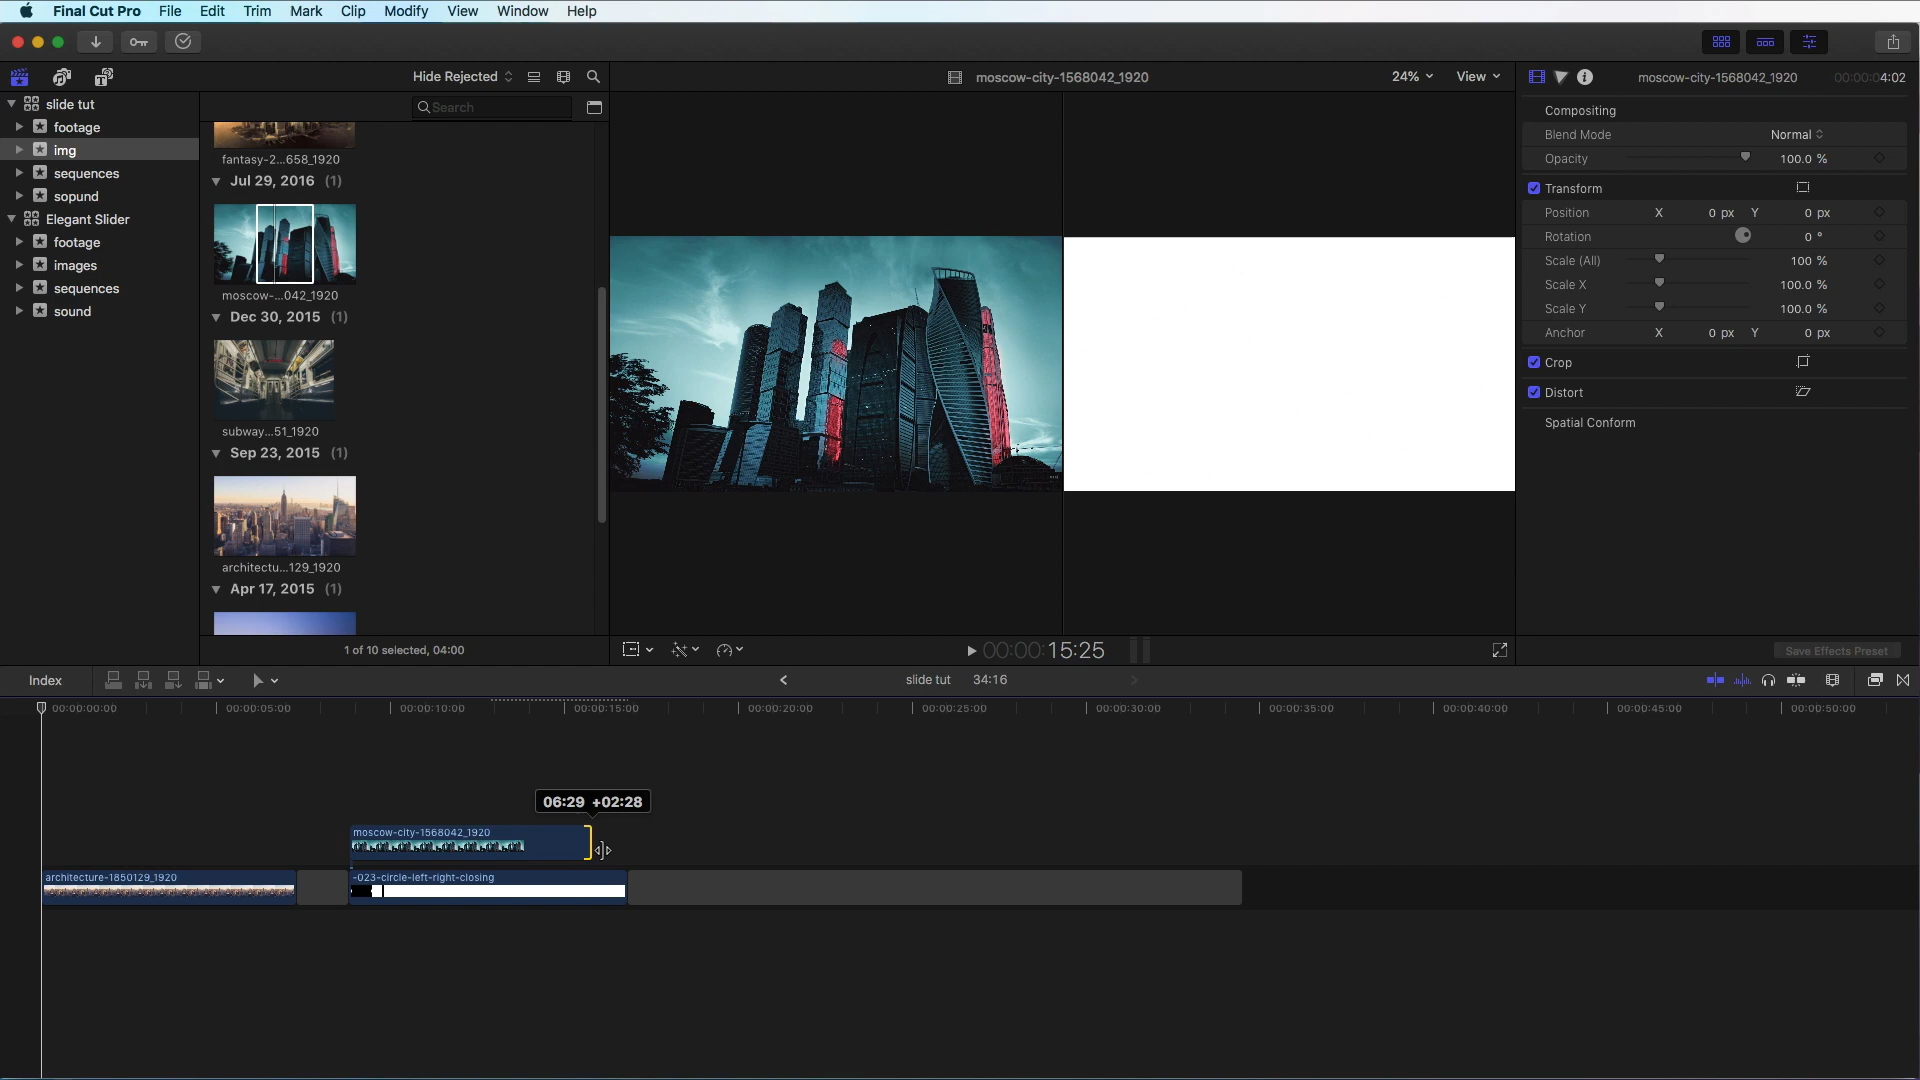 Final Cut Pro File Edit Trim Mark Clip Modify View Window Help
Hide Rejected
moscow-city-1568042_1920
24%
View
moscow-city-1568042_1920
00:00:04:02
slide tut
footage
img
sequences
sopund
Elegant Slider
footage
images
sequences
sound
Search
fantasy-2...658_1920
Jul 29, 2016 (1)
moscow-...042_1920
Dec 30, 2015 (1)
subway...51_1920
Sep 23, 2015 (1)
architectu...129_1920
Apr 17, 2015 (1)
1 of 10 selected, 04:00
00:00:00:15:25
Compositing
Blend Mode Normal
Opacity 100.0 %
Transform
Position X 0 px Y 0 px
Rotation 0 °
Scale (All) 100 %
Scale X 100.0 %
Scale Y 100.0 %
Anchor X 0 px Y 0 px
Crop
Distort
Spatial Conform
Save Effects Preset
Index
slide tut 34:16
00:00:00:00 00:00:05:00 00:00:10:00 00:00:15:00 00:00:20:00 00:00:25:00 00:00:30:00 00:00:35:00 00:00:40:00 00:00:45:00 00:00:50:00
06:29 +02:28
moscow-city-1568042_1920
architecture-1850129_1920
-023-circle-left-right-closing